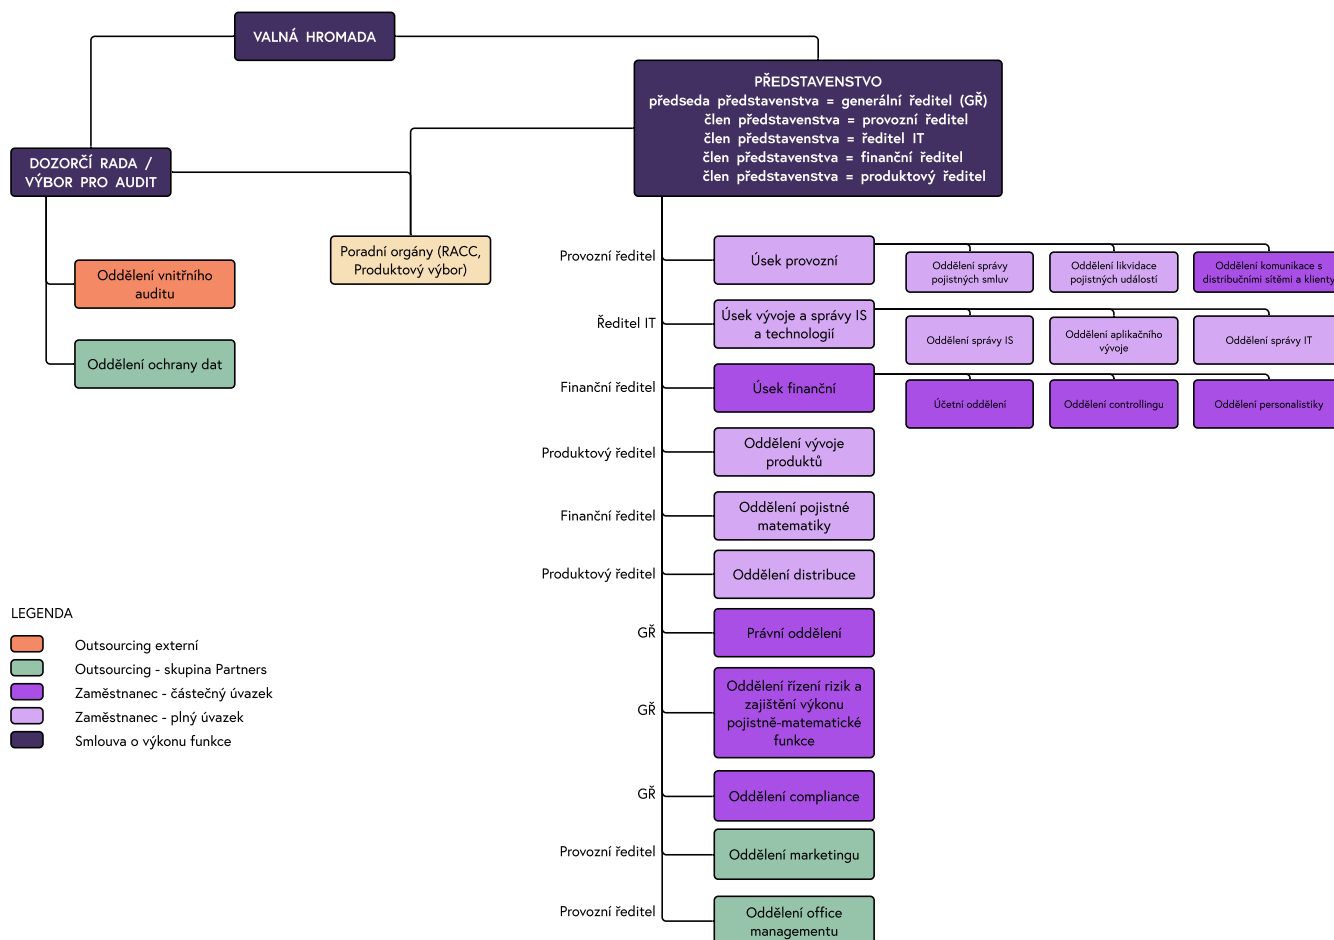 VALNÁ HROMADA
PŘEDSTAVENSTVO
předseda představenstva = generální ředitel (GŘ)
člen představenstva = provozní ředitel
člen představenstva = ředitel IT
člen představenstva = finanční ředitel
člen představenstva = produktový ředitel
DOZORČÍ RADA /
VÝBOR PRO AUDIT
Poradní orgány (RACC,
Produktový výbor)
Oddělení vnitřního
auditu
Oddělení ochrany dat
Provozní ředitel
Úsek provozní
Oddělení správy
pojistných smluv
Oddělení likvidace
pojistných událostí
Oddělení komunikace s
distribučními sítěmi a klienty
Ředitel IT
Úsek vývoje a správy IS
a technologií
Oddělení správy IS
Oddělení aplikačního
vývoje
Oddělení správy IT
Finanční ředitel
Úsek finanční
Účetní oddělení
Oddělení controllingu
Oddělení personalistiky
Produktový ředitel
Oddělení vývoje
produktů
Finanční ředitel
Oddělení pojistné
matematiky
Produktový ředitel
Oddělení distribuce
GŘ
Právní oddělení
GŘ
Oddělení řízení rizik a
zajištění výkonu
pojistně-matematické
funkce
GŘ
Oddělení compliance
Provozní ředitel
Oddělení marketingu
Provozní ředitel
Oddělení office
managementu
LEGENDA
Outsourcing externí
Outsourcing - skupina Partners
Zaměstnanec - částečný úvazek
Zaměstnanec - plný úvazek
Smlouva o výkonu funkce